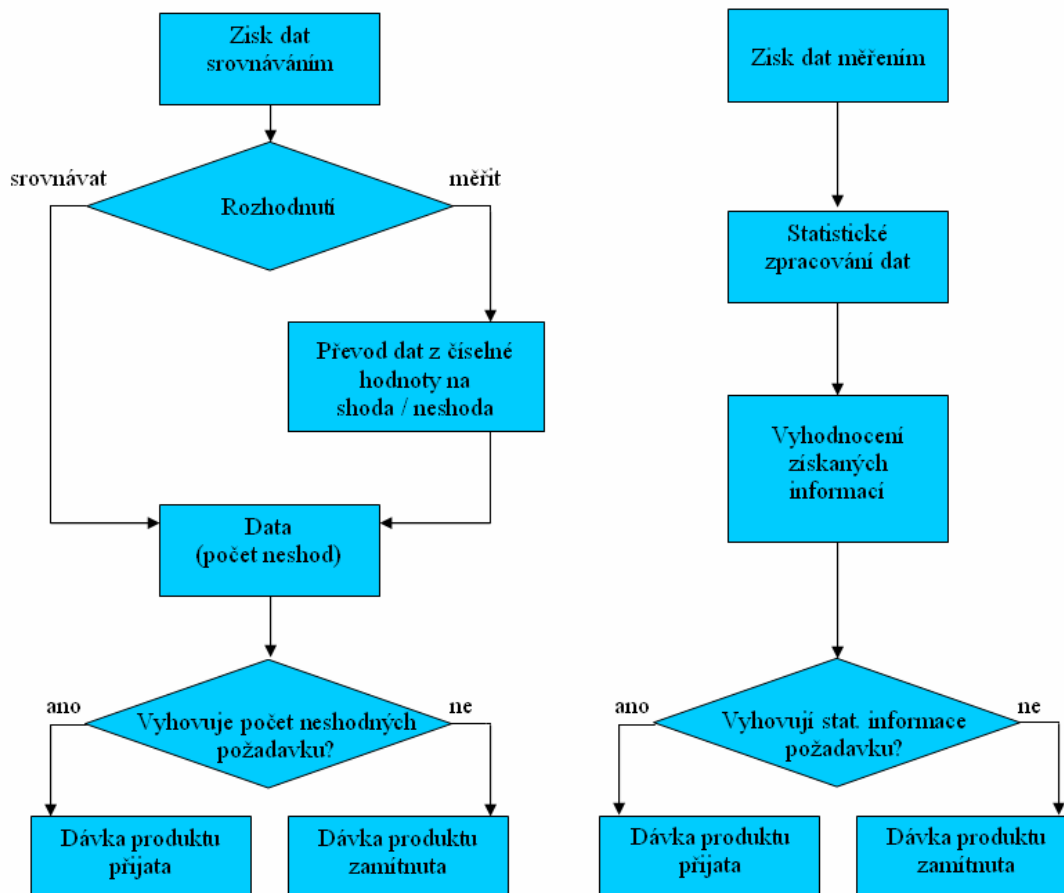 Zisk dat
srovnáváním
srovnávat
měřit
Rozhodnutí
Převod dat z číselné
hodnoty na
shoda / neshoda
Data
(počet neshod)
ano
ne
Vyhovuje počet neshodných
požadavku?
Dávka produktu
přijata
Dávka produktu
zamítnuta
Zisk dat měřením
Statistické
zpracování dat
Vyhodnocení
získaných
informací
ano
ne
Vyhovují stat. informace
požadavku?
Dávka produktu
přijata
Dávka produktu
zamítnuta